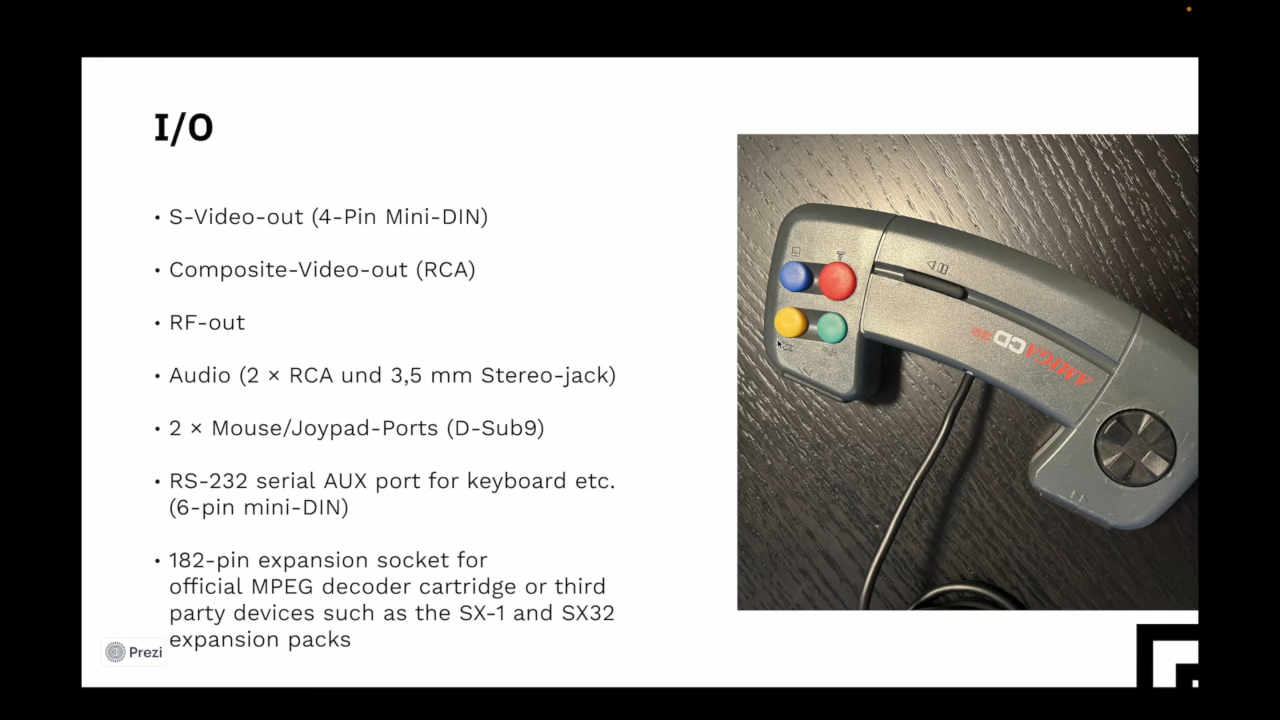 I/O
• S-Video-out (4-Pin Mini-DIN)
• Composite-Video-out (RCA)
• RF-out
• Audio (2 × RCA und 3,5 mm Stereo-jack)
• 2 × Mouse/Joypad-Ports (D-Sub9)
• RS-232 serial AUX port for keyboard etc.
(6-pin mini-DIN)
• 182-pin expansion socket for
official MPEG decoder cartridge or third
party devices such as the SX-1 and SX32
expansion packs
Prezi
AMIGA CD 32